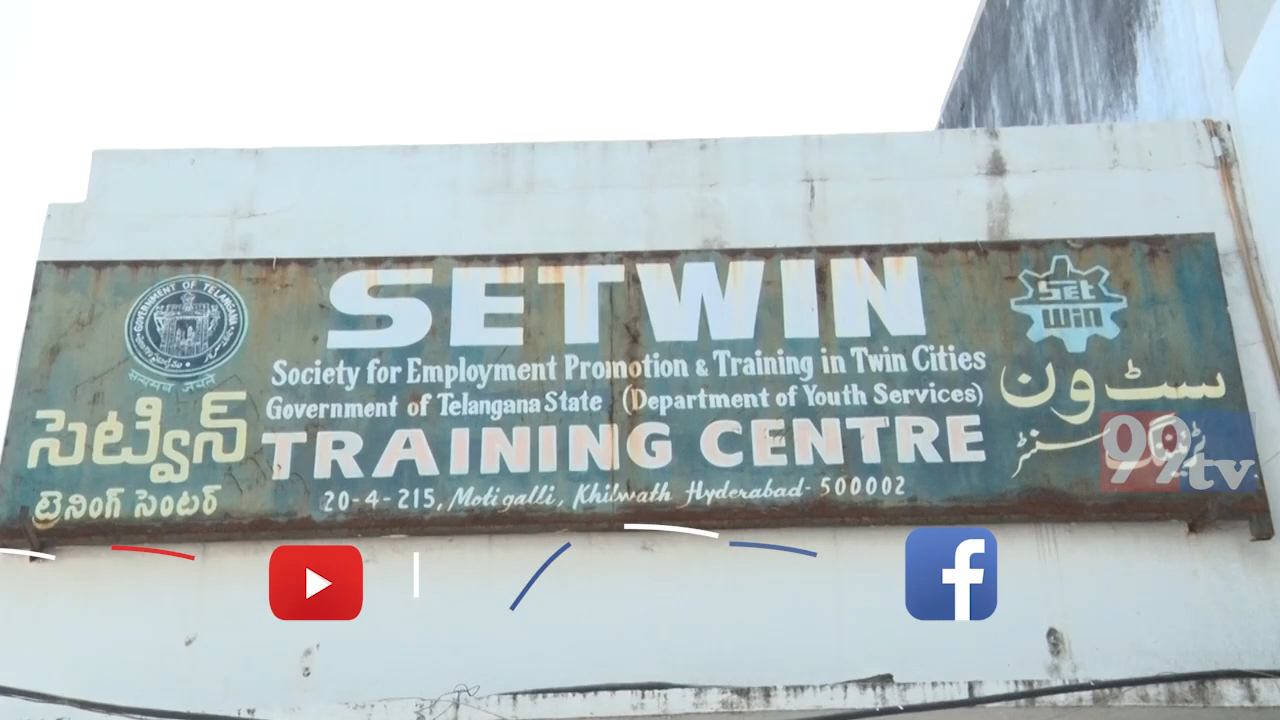 SETWIN
Society for Employment Promotion & Training in Twin Cities
Government of Telangana State (Department of Youth Services)
TRAINING CENTRE
20-4-215, Motigalli, Khilwath Hyderabad-500002
GOVERNMENT OF TELANGANA
सत्यमेव जयते
సెట్విన్
ట్రైనింగ్ సెంటర్
SET
WIN
سٹ ون
ٹریننگ سنٹر
99tv